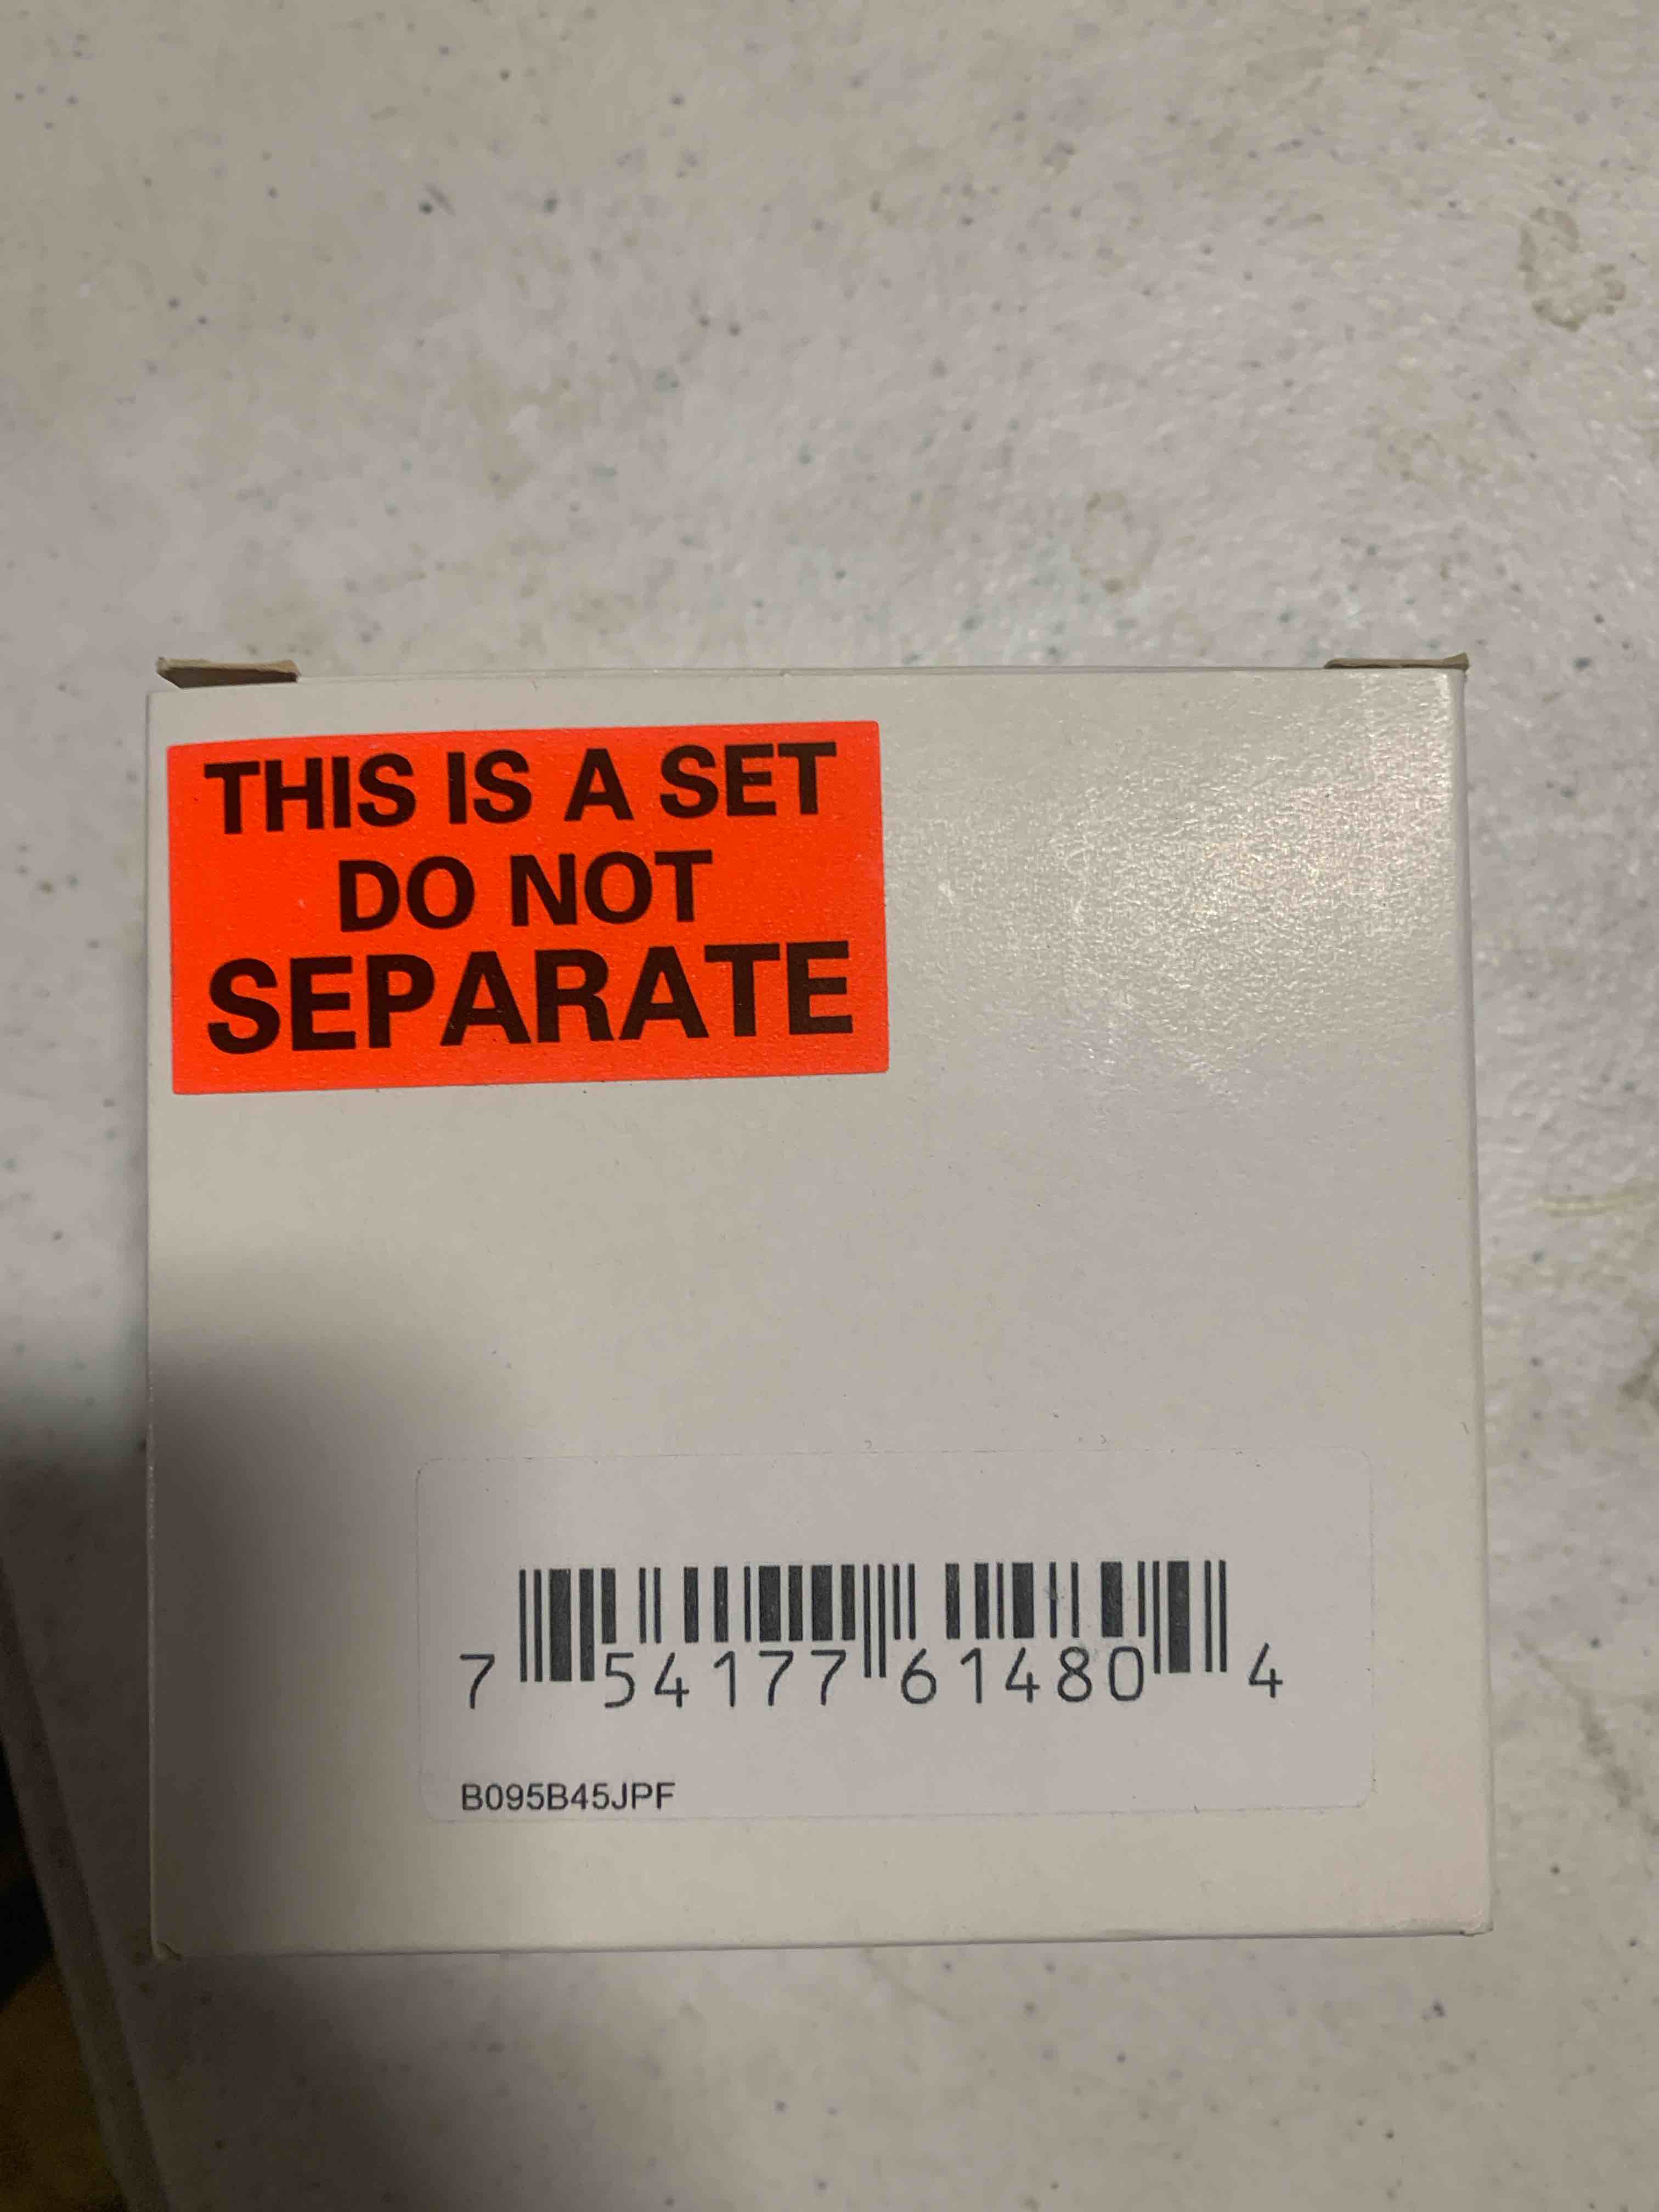 THIS IS A SET
DO NOT
SEPARATE
7 54177 61480 4
B095B45JPF